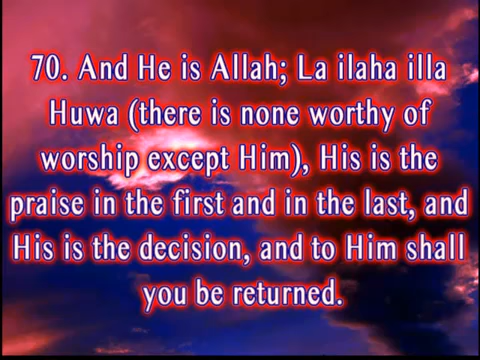 70. And He is Allah; La ilaha illa
Huwa (there is none worthy of
worship except Him), His is the
praise in the first and in the last, and
His is the decision, and to Him shall
you be returned.